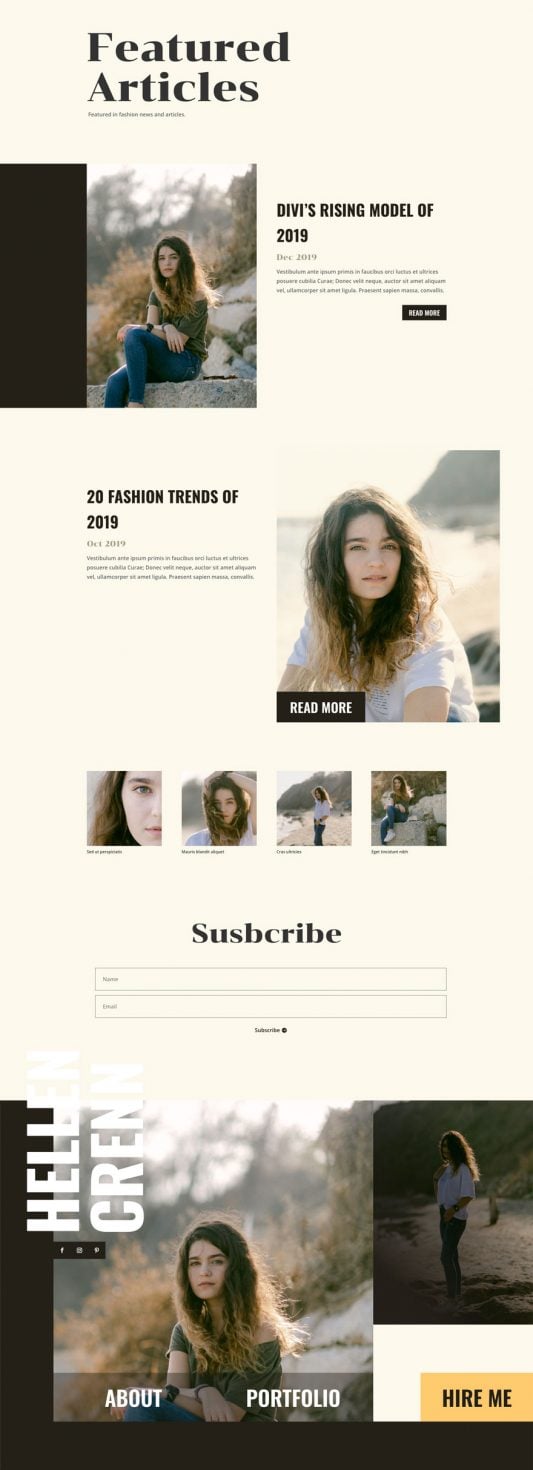 Featured
Articles
Featured in fashion news and articles.
DIVI’S RISING MODEL OF
2019
Dec 2019
Vestibulum ante ipsum primis in faucibus orci luctus et ultrices
posuere cubilia Curae; Donec velit neque, auctor sit amet aliquam
vel, ullamcorper sit amet ligula. Praesent sapien massa, convallis.
READ MORE
20 FASHION TRENDS OF
2019
Oct 2019
Vestibulum ante ipsum primis in faucibus orci luctus et ultrices
posuere cubilia Curae; Donec velit neque, auctor sit amet aliquam
vel, ullamcorper sit amet ligula. Praesent sapien massa, convallis.
READ MORE
Sed ut perspiciatis
Mauris blandit aliquet
Cras ultricies
Eget tincidunt nibh
Susbcribe
Name
Email
Subscribe
HELLEN
CRENN
ABOUT
PORTFOLIO
HIRE ME